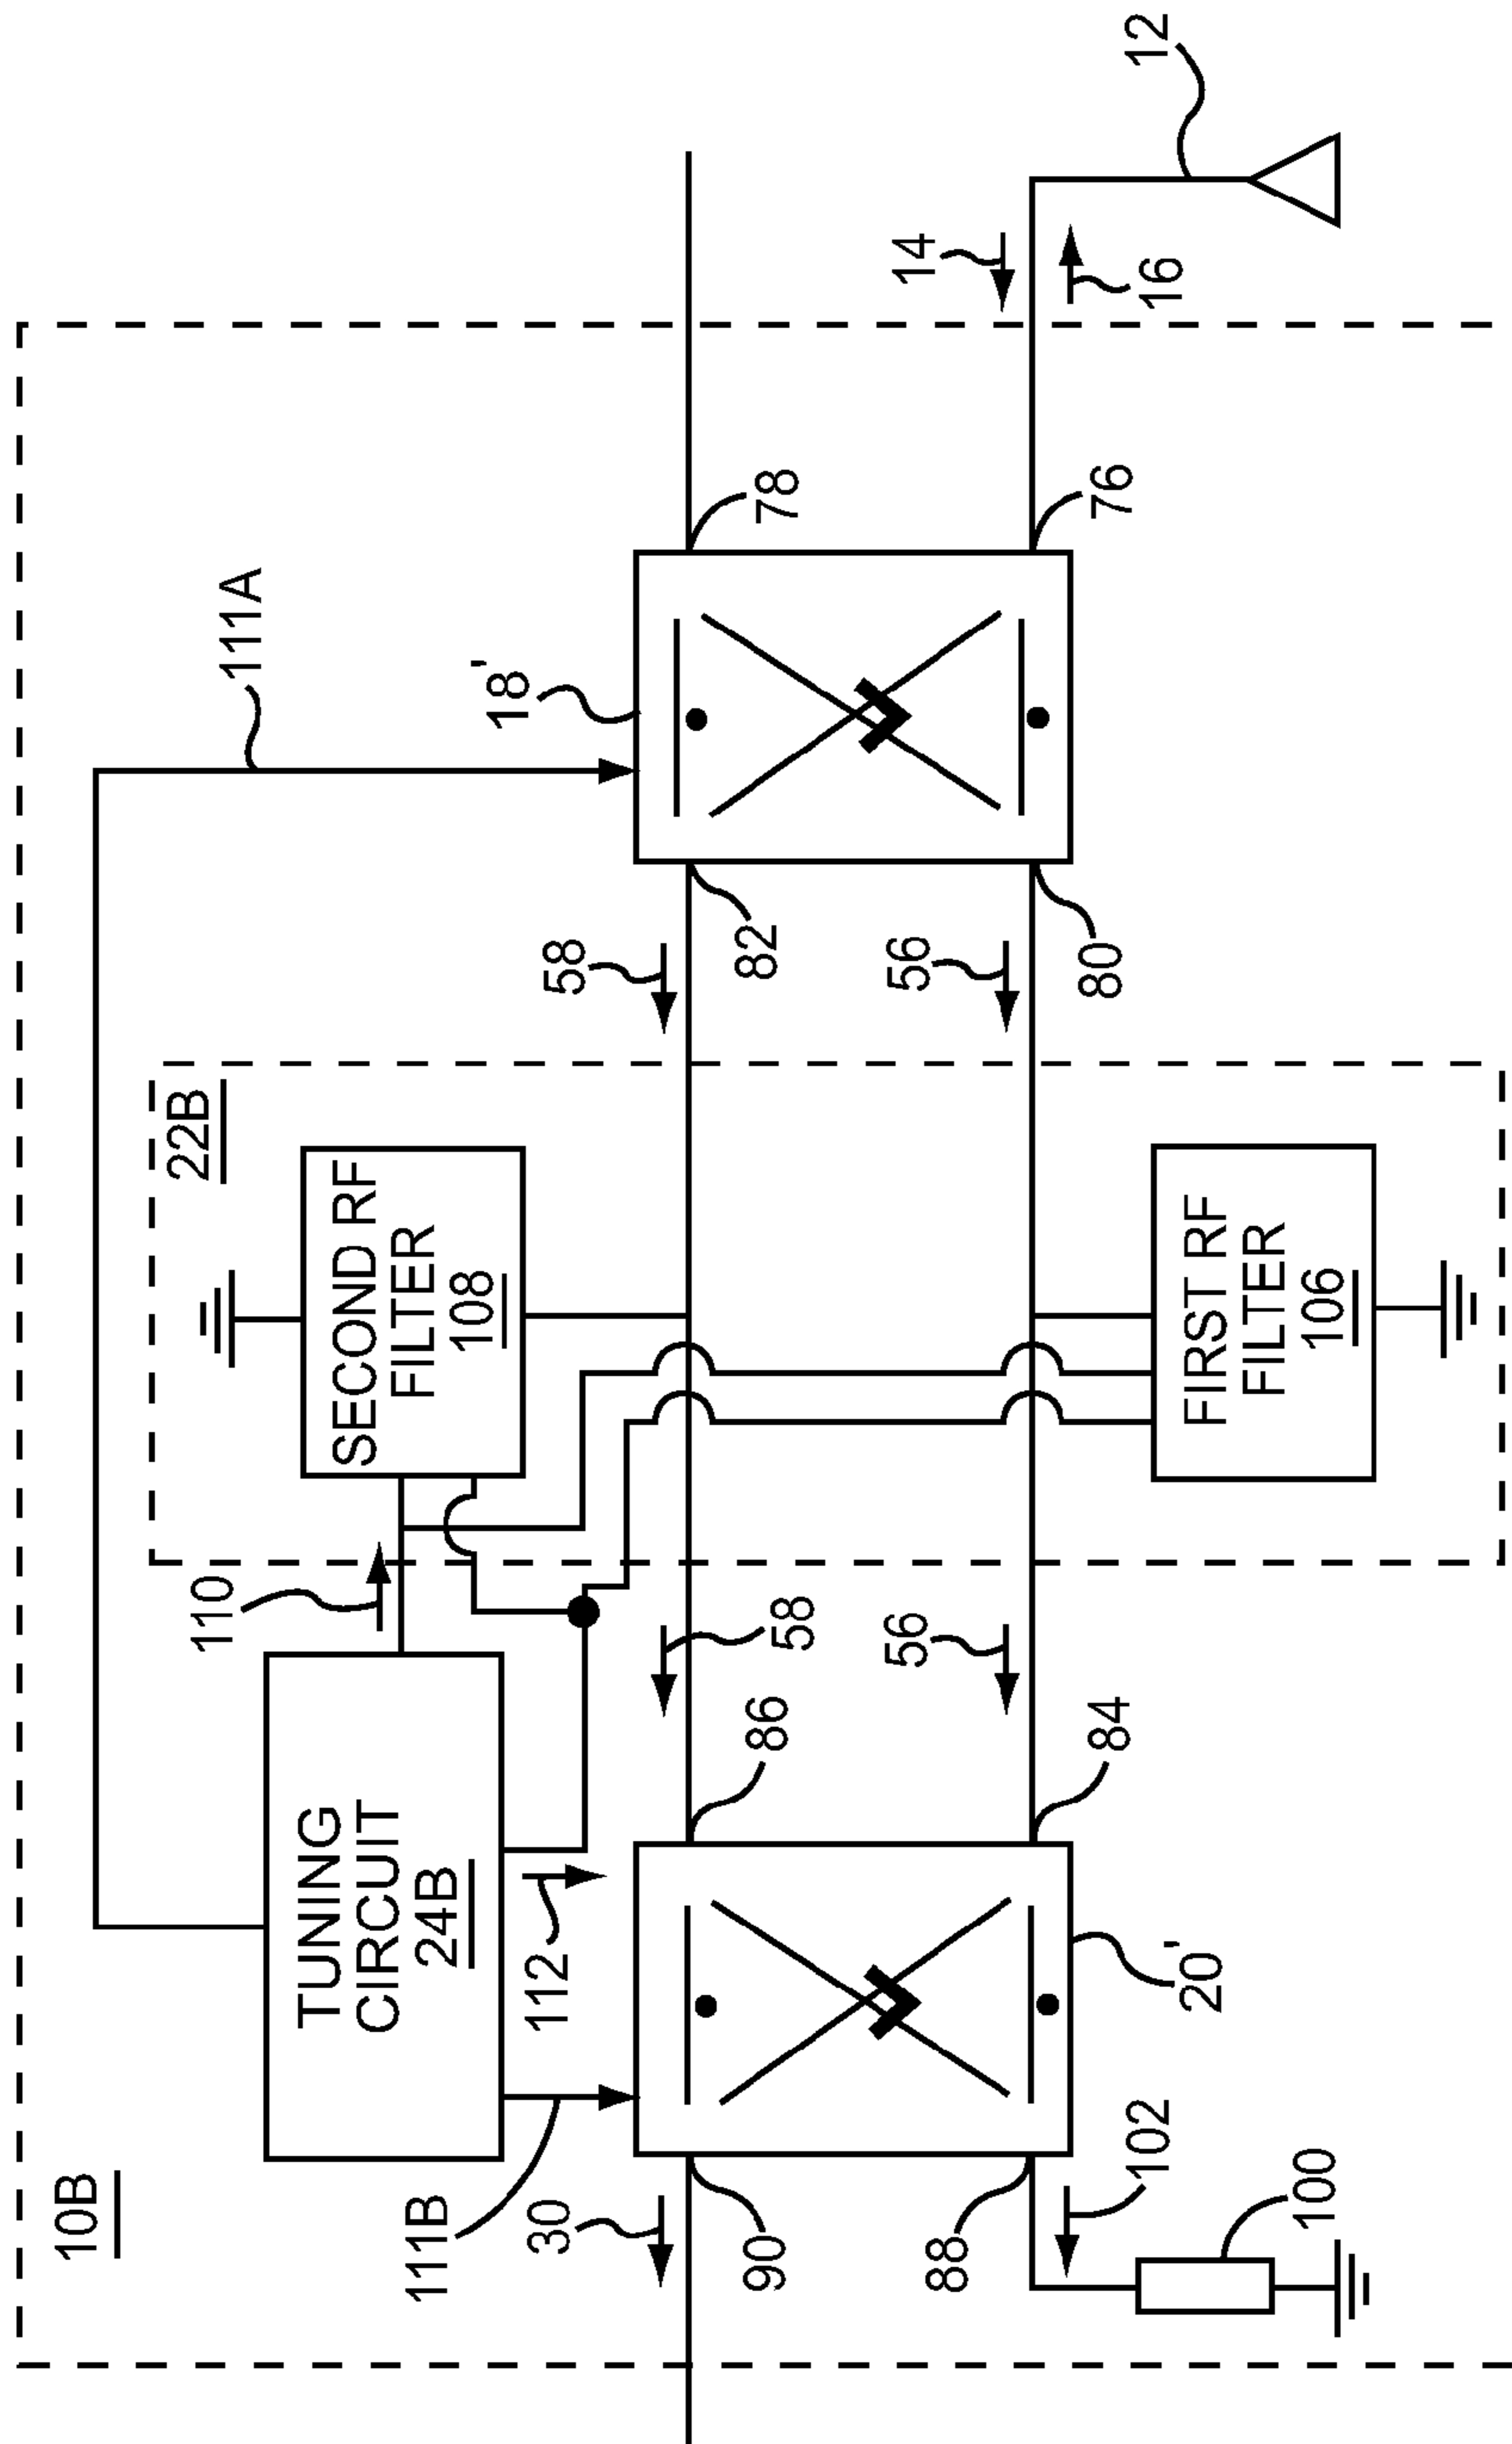 10B
TUNING
CIRCUIT
24B
110
SECOND RF
FILTER
108
22B
111A
18'
78
111B
112
30
90
86
58
58
82
14
12
16
76
88
84
56
56
80
102
100
20'
FIRST RF
FILTER
106